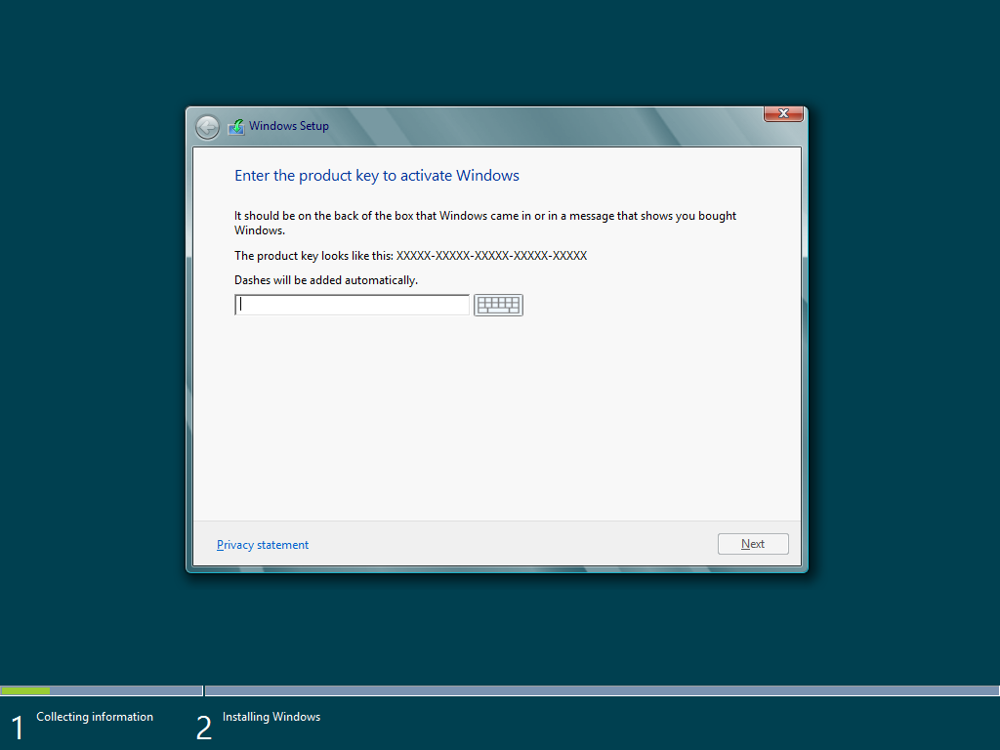 Windows Setup
Enter the product key to activate Windows
It should be on the back of the box that Windows came in or in a message that shows you bought
Windows.
The product key looks like this: XXXXX-XXXXX-XXXXX-XXXXX-XXXXX
Dashes will be added automatically.
Privacy statement
Next
1 Collecting information
2 Installing Windows